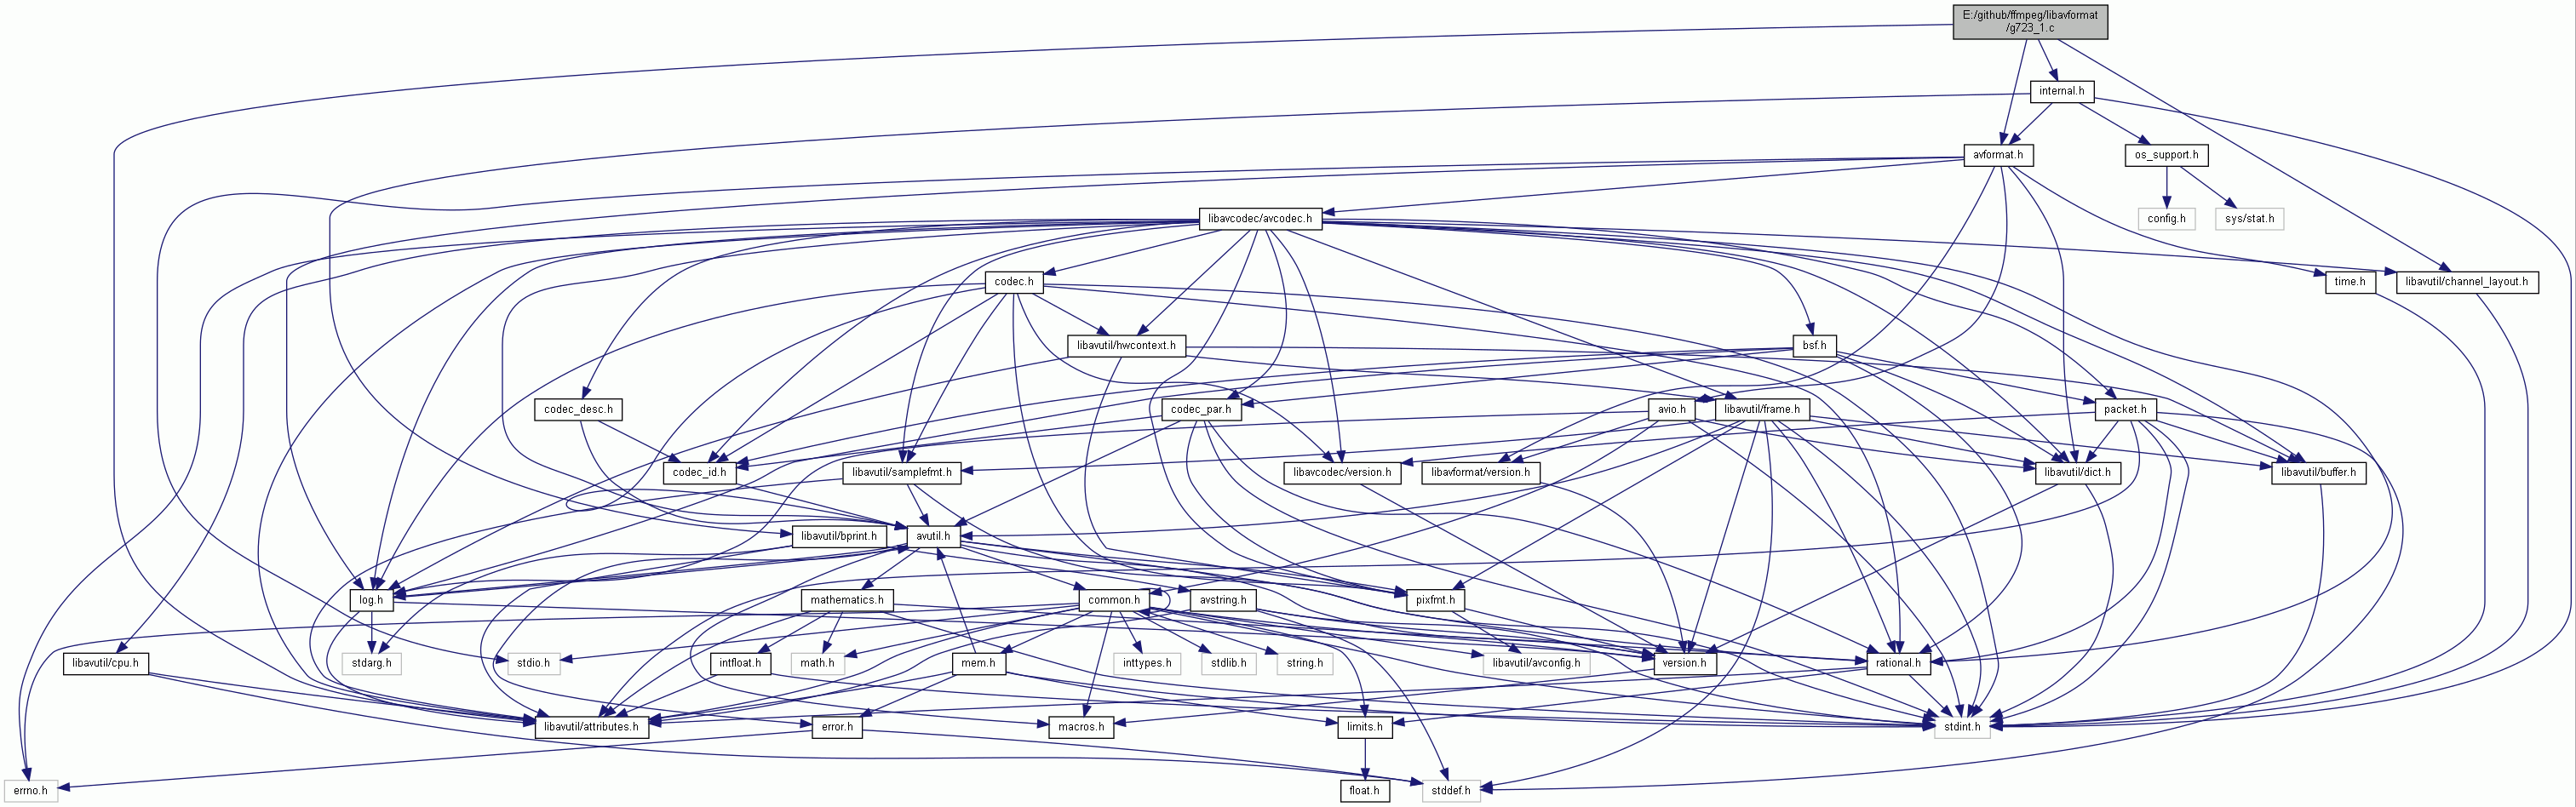 E:/github/ffmpeg/libavformat
/g723_1.c
internal.h
avformat.h
os_support.h
libavcodec/avcodec.h
config.h
sys/stat.h
codec.h
time.h
libavutil/channel_layout.h
libavutil/hwcontext.h
bsf.h
codec_desc.h
codec_par.h
avio.h
libavutil/frame.h
packet.h
codec_id.h
libavutil/samplefmt.h
libavcodec/version.h
libavformat/version.h
libavutil/dict.h
libavutil/buffer.h
libavutil/bprint.h
avutil.h
log.h
mathematics.h
common.h
avstring.h
pixfmt.h
libavutil/cpu.h
stdarg.h
stdio.h
intfloat.h
math.h
mem.h
inttypes.h
stdlib.h
string.h
libavutil/avconfig.h
version.h
rational.h
libavutil/attributes.h
error.h
macros.h
limits.h
stdint.h
errno.h
float.h
stddef.h